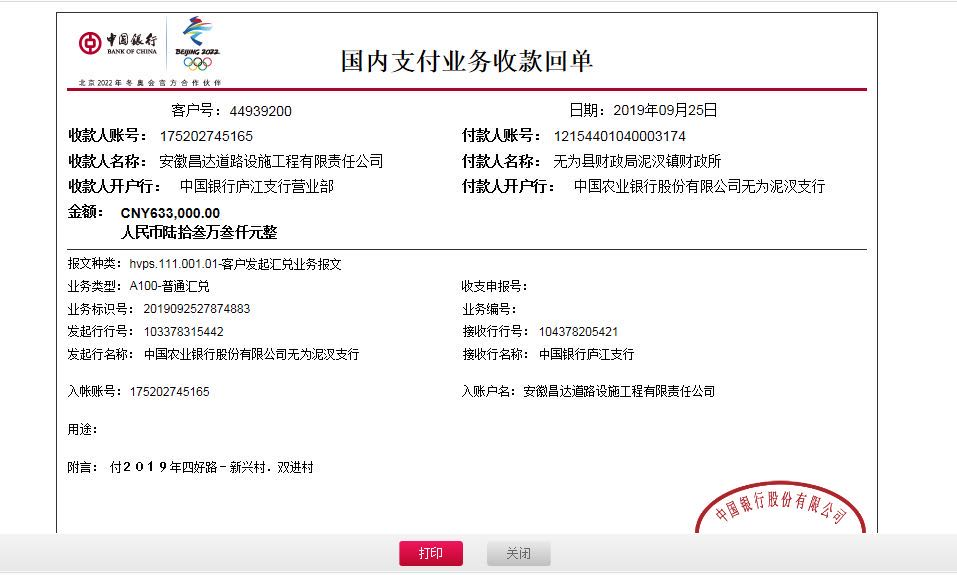 中国银行
BANK OF CHINA
BEIJING 2022
北京2022年冬奥会官方合作伙伴
国内支付业务收款回单
客户号：44939200 日期：2019年09月25日
收款人账号：175202745165 付款人账号：12154401040003174
收款人名称：安徽昌达道路设施工程有限责任公司 付款人名称：无为县财政局泥汊镇财政所
收款人开户行：中国银行庐江支行营业部 付款人开户行：中国农业银行股份有限公司无为泥汊支行
金额：CNY633,000.00
人民币陆拾叁万叁仟元整
报文种类：hvps.111.001.01-客户发起汇兑业务报文
业务类型：A100-普通汇兑 收支申报号：
业务标识号：2019092527874883 业务编号：
发起行行号：103378315442 接收行行号：104378205421
发起行名称：中国农业银行股份有限公司无为泥汊支行 接收行名称：中国银行庐江支行
入帐账号：175202745165 入账户名：安徽昌达道路设施工程有限责任公司
用途：
附言：付２０１９年四好路－新兴村．双进村
中国银行股份有限公司
打印 关闭